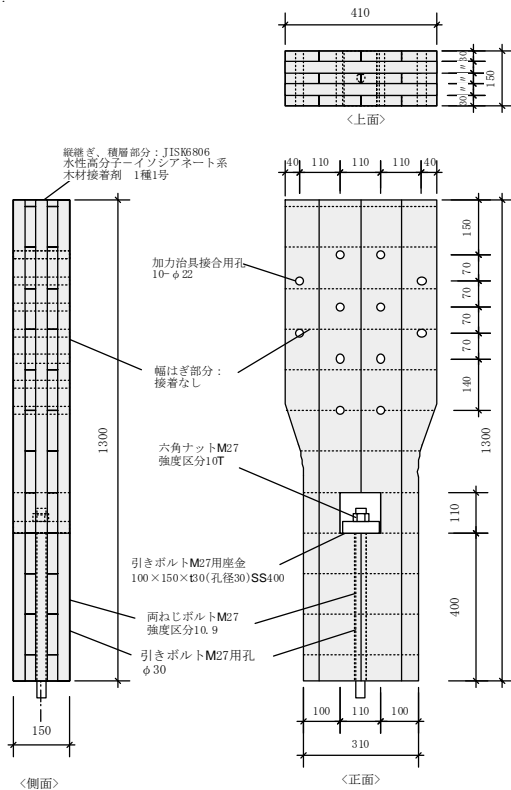 410
30
〃
〃
〃
30
150
<上面>
縦継ぎ、積層部分：JISK6806
水性高分子ーイソシアネート系
木材接着剤　1種1号
40
110
110
110
40
加力治具接合用孔
10-φ22
150
70
70
70
70
140
幅はぎ部分：
接着なし
1300
1300
六角ナットM27
強度区分10T
110
引きボルトM27用座金
100×150×t30(孔径30)SS400
両ねじボルトM27
強度区分10.9
400
引きボルトM27用孔
φ30
150
100
110
100
310
<側面>
<正面>